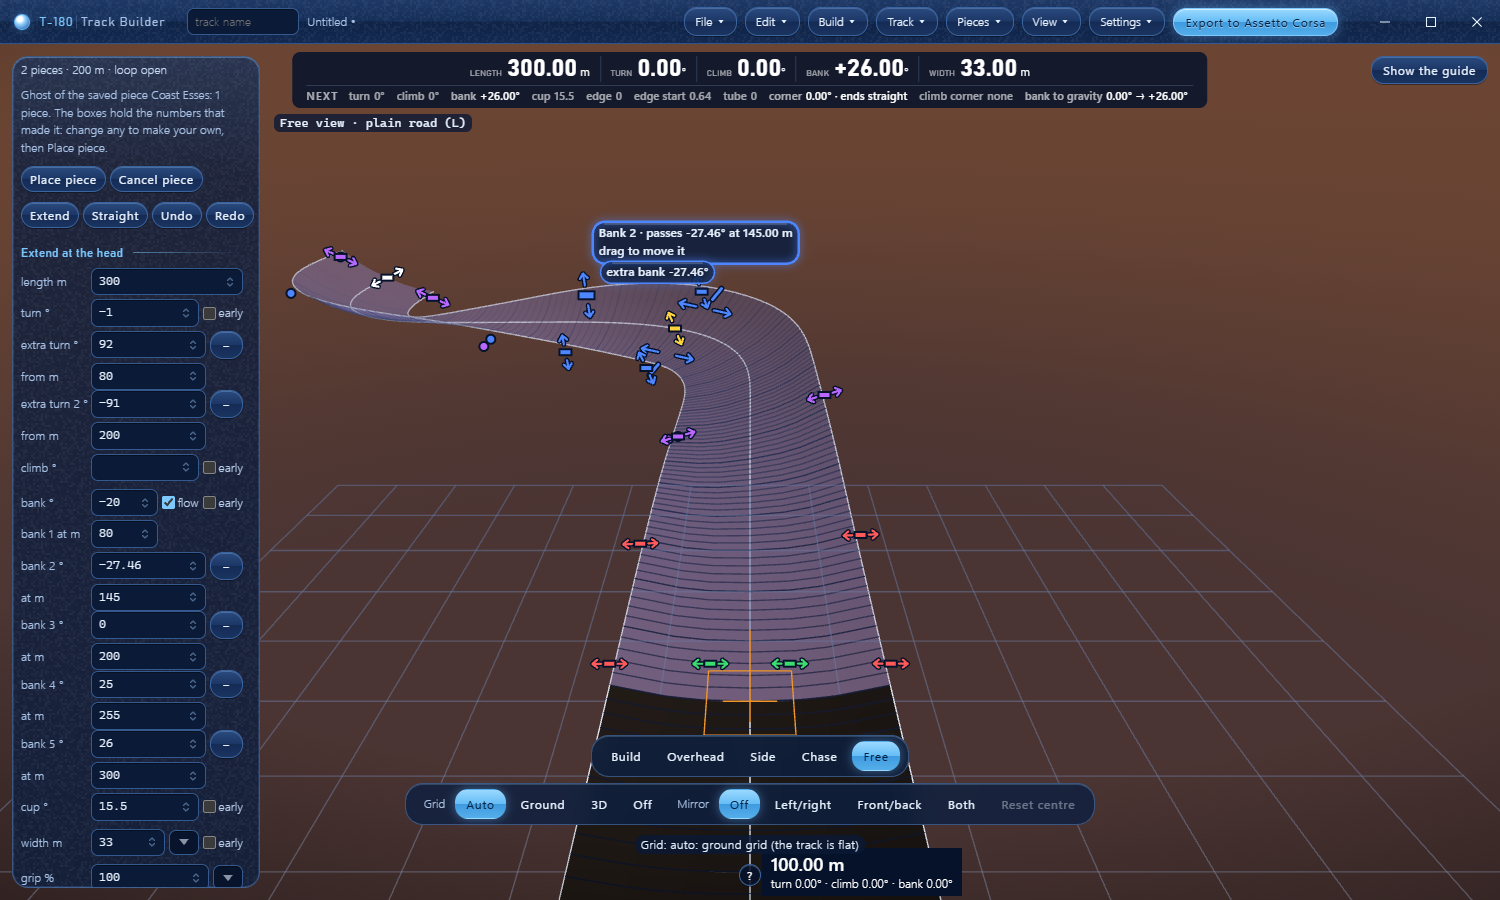 T-180 Track Builder
track name
Untitled •
File
Edit
Build
Track
Pieces
View
Settings
Export to Assetto Corsa
2 pieces · 200 m · loop open
Ghost of the saved piece Coast Esses: 1
piece. The boxes hold the numbers that
made it: change any to make your own,
then Place piece.
Place piece
Cancel piece
Extend
Straight
Undo
Redo
Extend at the head
length m 300
turn ° −1 early
extra turn ° 92 −
from m 80
extra turn 2 ° −91 −
from m 200
climb ° early
bank ° −20 flow early
bank 1 at m 80
bank 2 ° −27.46 −
at m 145
bank 3 ° 0 −
at m 200
bank 4 ° 25 −
at m 255
bank 5 ° 26 −
at m 300
cup ° 15.5 early
width m 33 early
grip % 100
LENGTH 300.00 m TURN 0.00° CLIMB 0.00° BANK +26.00° WIDTH 33.00 m
NEXT turn 0° climb 0° bank +26.00° cup 15.5 edge 0 edge start 0.64 tube 0 corner 0.00° · ends straight climb corner none bank to gravity 0.00° → +26.00°
Free view · plain road (L)
Show the guide
Bank 2 · passes -27.46° at 145.00 m
drag to move it
extra bank -27.46°
Build Overhead Side Chase Free
Grid Auto Ground 3D Off Mirror Off Left/right Front/back Both Reset centre
Grid: auto: ground grid (the track is flat)
?
100.00 m
turn 0.00° · climb 0.00° · bank 0.00°